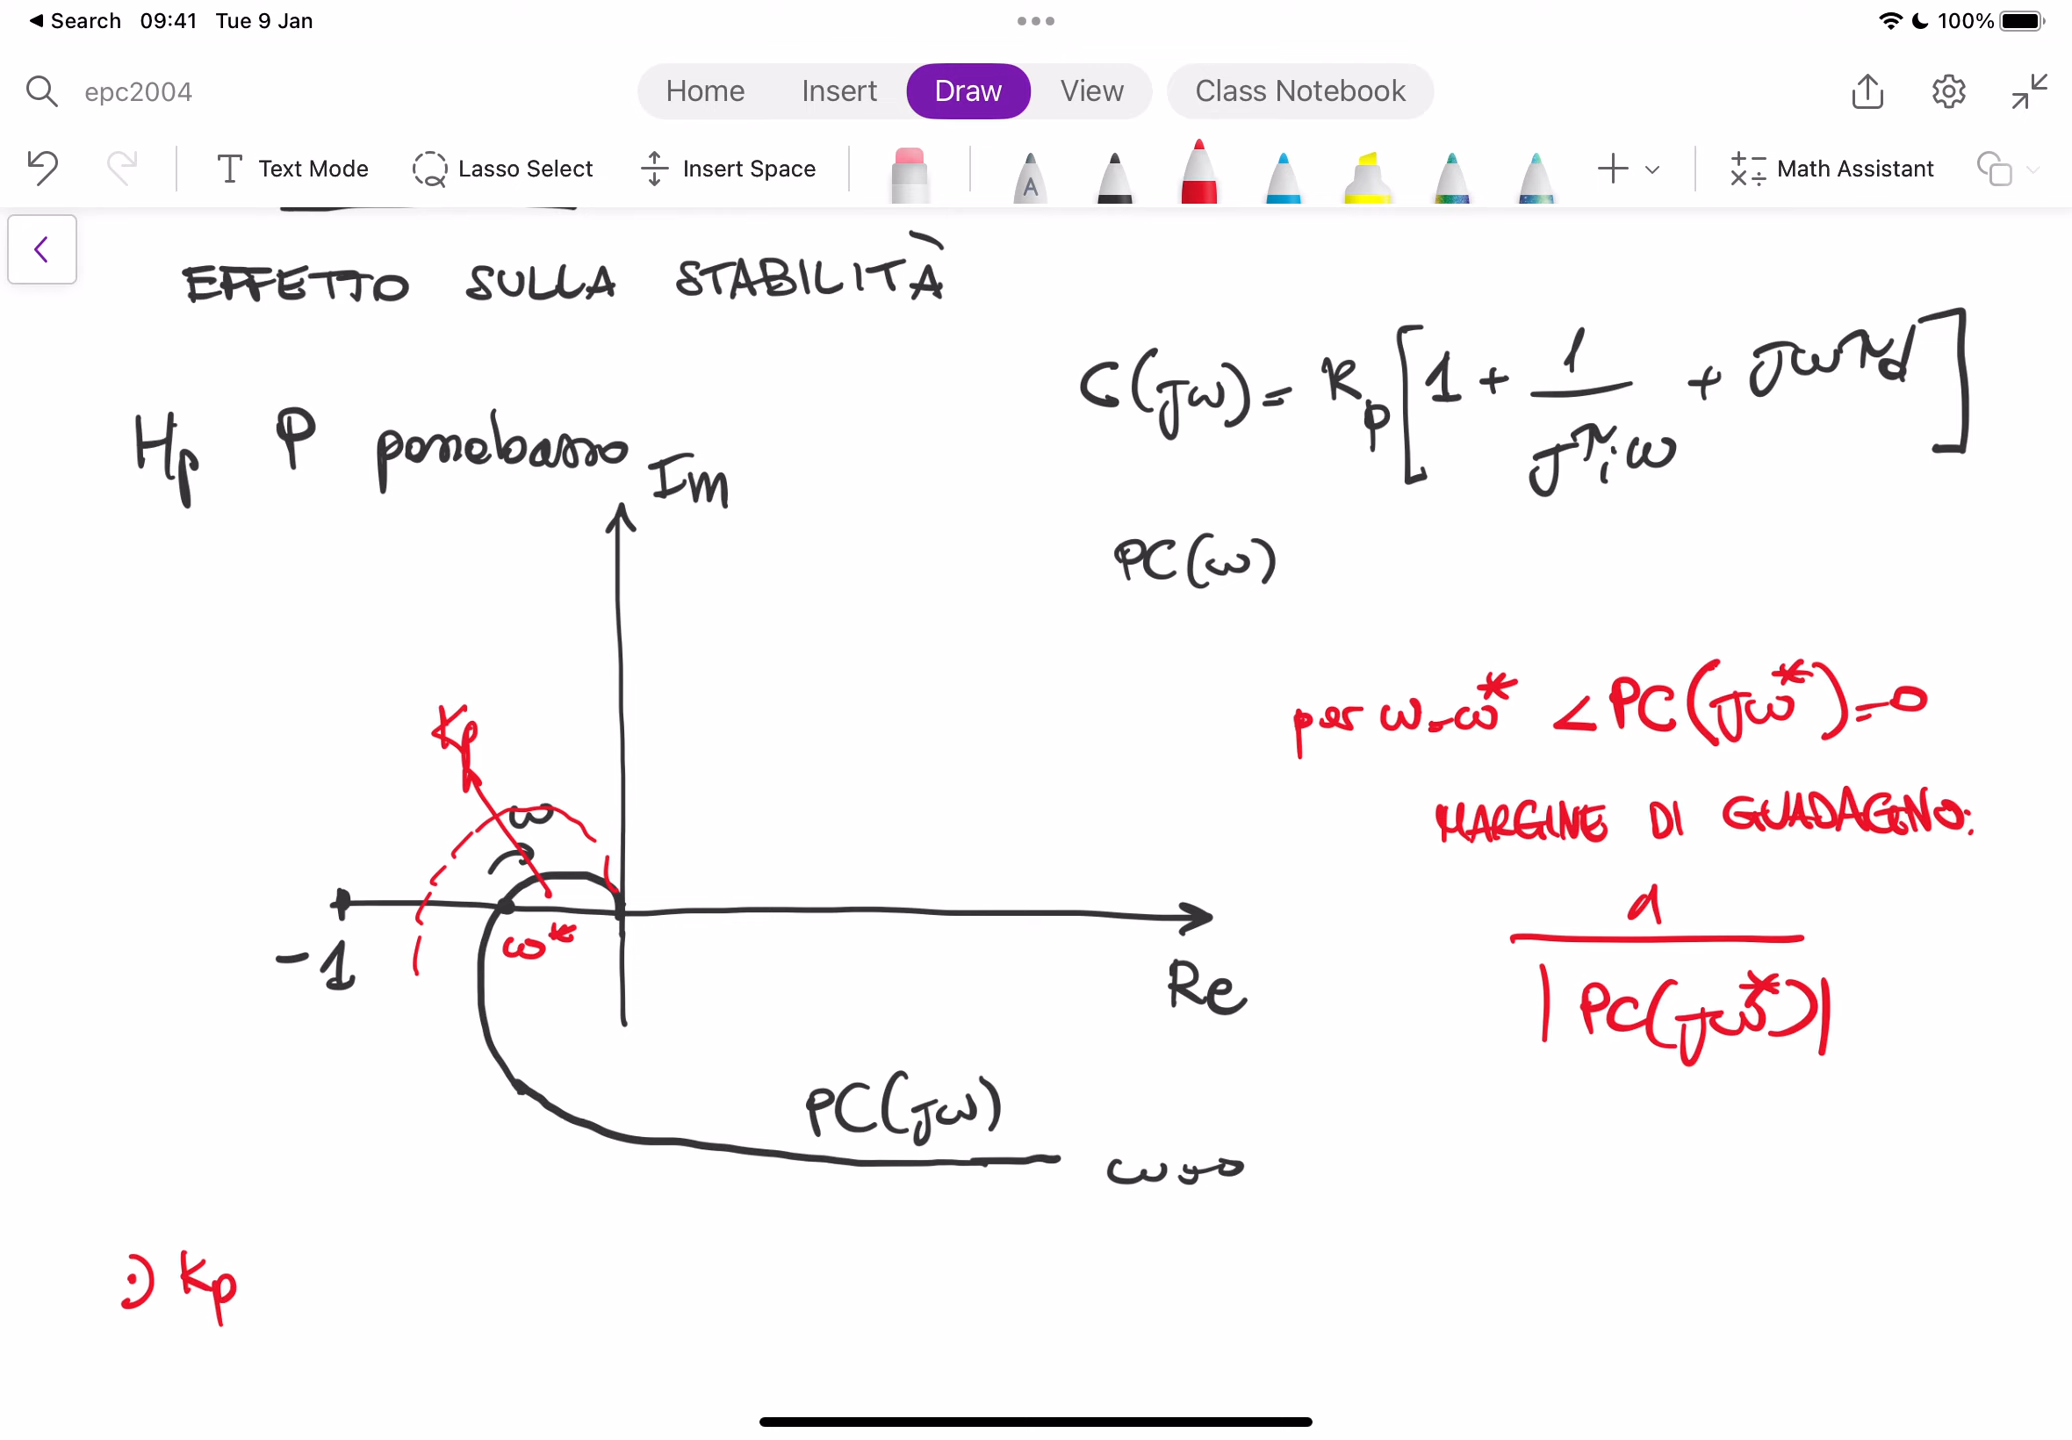 Search 09:41 Tue 9 Jan 100%
epc2004 Home Insert Draw View Class Notebook
Text Mode Lasso Select Insert Space A Math Assistant
EFFETTO SULLA STABILITÀ
C(jω) = Kp[1 + 1/(jτiω) + jωτd]
Hp P passabasso
Im
PC(ω)
per ω=ω* ∠PC(jω*)=0
Kp
MARGINE DI GUADAGNO:
ω
1/|PC(jω*)|
ω*
-1
Re
PC(jω)
ω=0
:) Kp